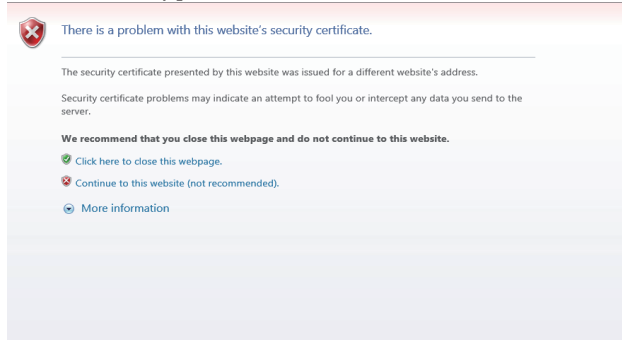 There is a problem with this website's security certificate.
The security certificate presented by this website was issued for a different website's address.
Security certificate problems may indicate an attempt to fool you or intercept any data you send to the
server.
We recommend that you close this webpage and do not continue to this website.
Click here to close this webpage.
Continue to this website (not recommended).
More information